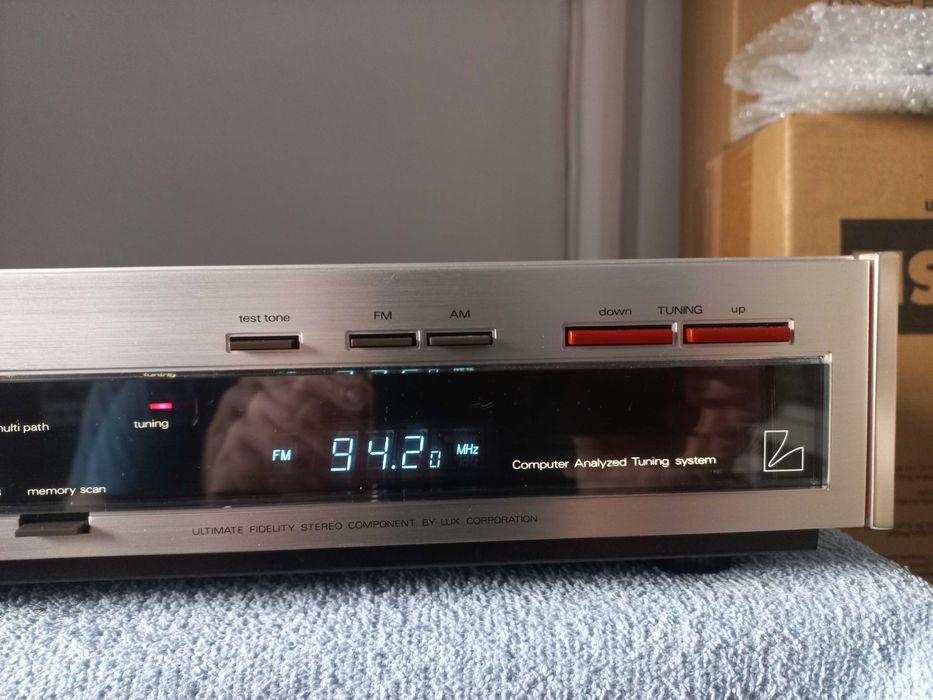 test tone
FM
AM
down TUNING up
multi path
tuning
FM 94.20 MHz
Computer Analyzed Tuning system
memory scan
ULTIMATE FIDELITY STEREO COMPONENT BY LUX CORPORATION